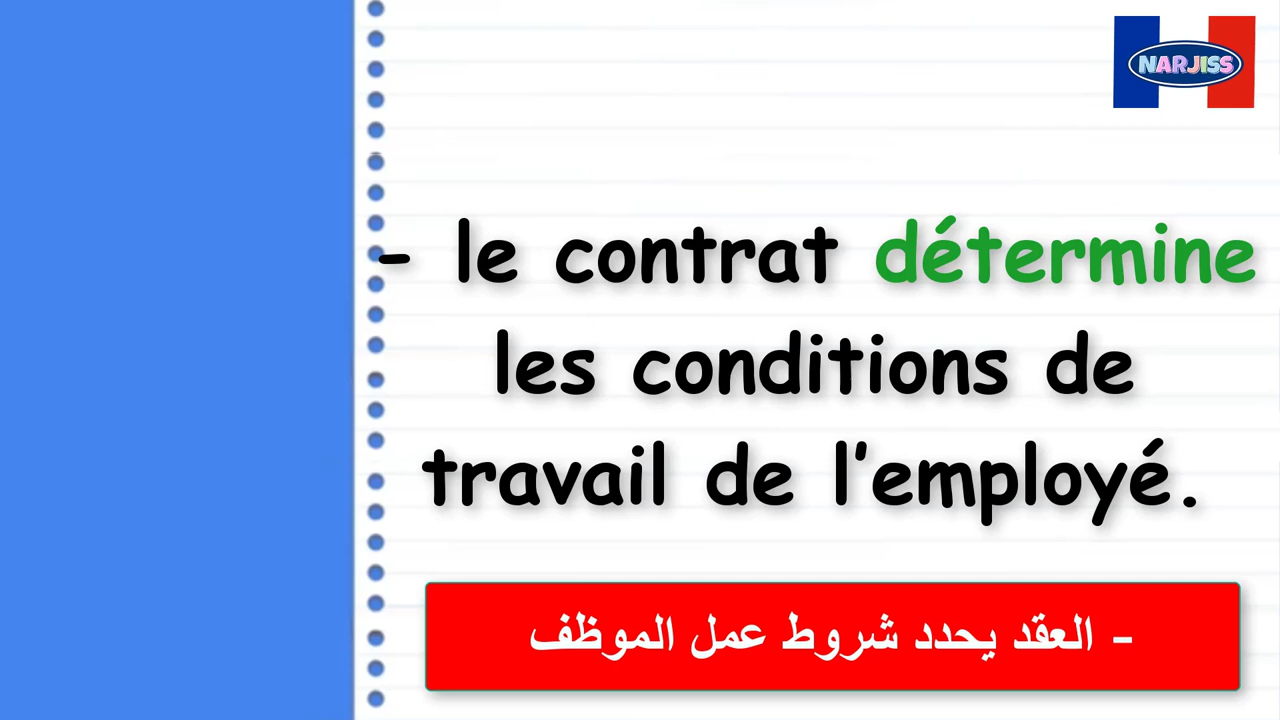 NARJISS
- le contrat détermine
les conditions de
travail de l’employé.
- العقد يحدد شروط عمل الموظف